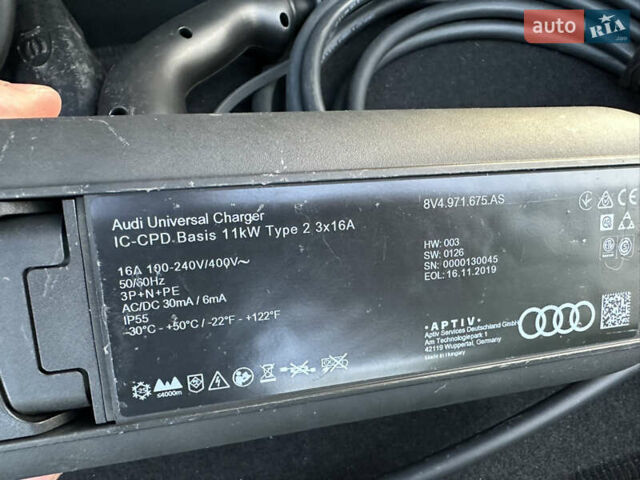 auto RIA
.com
Audi Universal Charger
IC-CPD.Basis 11kW Type 2 3x16A
8V4.971.675.AS
16A 100-240V/400V~
50/60Hz
3P+N+PE
AC/DC 30mA / 6mA
IP55
-30°C - +50°C / -22°F - +122°F
HW: 003
SW: 0126
SN: 0000130045
EOL: 16.11.2019
• APTIV •
Aptiv Services Deutschland GmbH
Am Technologiepark 1
42119 Wuppertal, Germany
Made in Hungary
-25
≤4000m